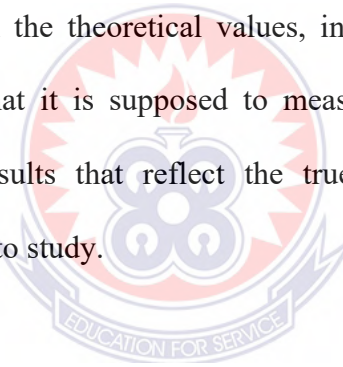 the theoretical values, in
at it is supposed to meas
sults that reflect the true
to study.
EDUCATION FOR SERVICE